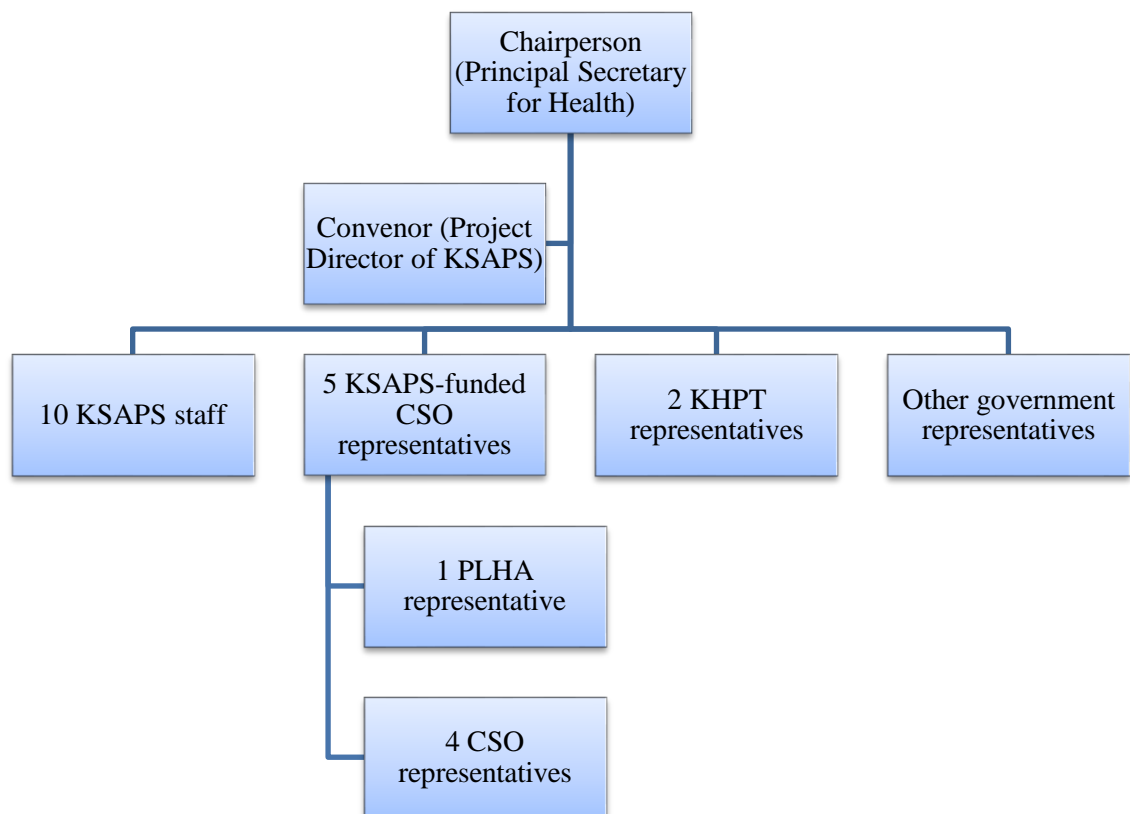 Chairperson
(Principal Secretary
for Health)
Convenor (Project
Director of KSAPS)
10 KSAPS staff
5 KSAPS-funded
CSO
representatives
2 KHPT
representatives
Other government
representatives
1 PLHA
representative
4 CSO
representatives